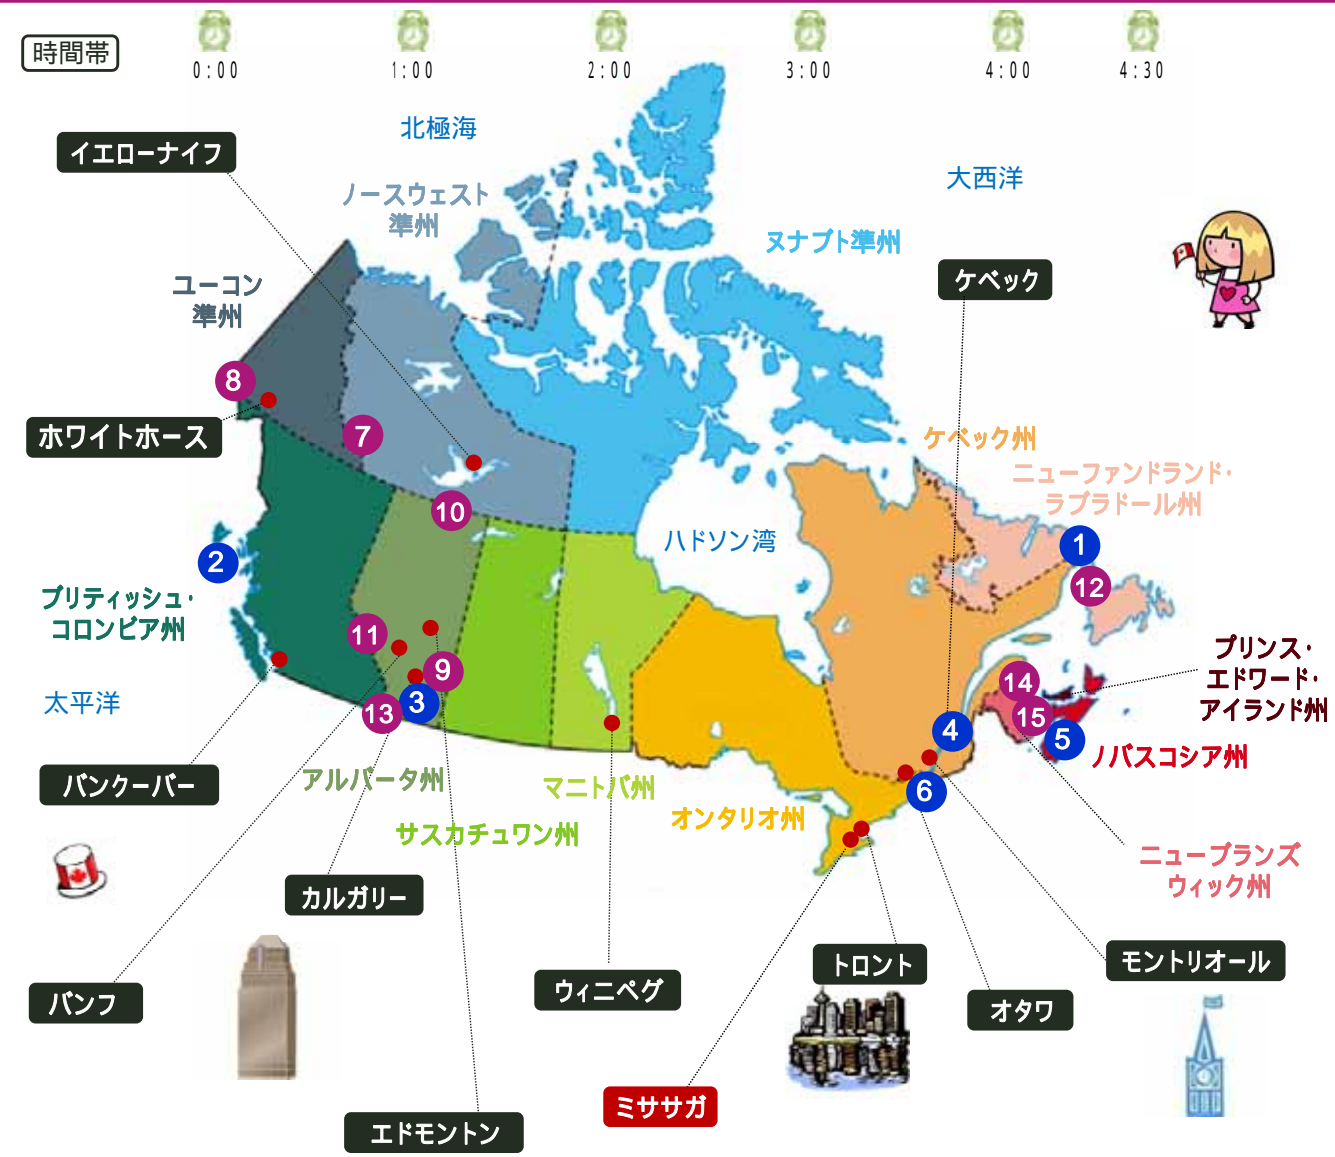 時間帯
0:00
1:00
2:00
3:00
4:00
4:30
北極海
イエローナイフ
大西洋
ノースウェスト
準州
ヌナブト準州
ケベック
ユーコン
準州
8
ホワイトホース
7
ケベック州
ニューファンドランド・
ラブラドール州
10
ハドソン湾
1
2
12
ブリティッシュ・
コロンビア州
11
プリンス・
エドワード・
アイランド州
9
14
太平洋
3
13
15
4
5
ノバスコシア州
バンクーバー
アルバータ州
マニトバ州
6
オンタリオ州
サスカチュワン州
ニューブランズ
ウィック州
カルガリー
トロント
モントリオール
バンフ
ウィニペグ
オタワ
ミササガ
エドモントン